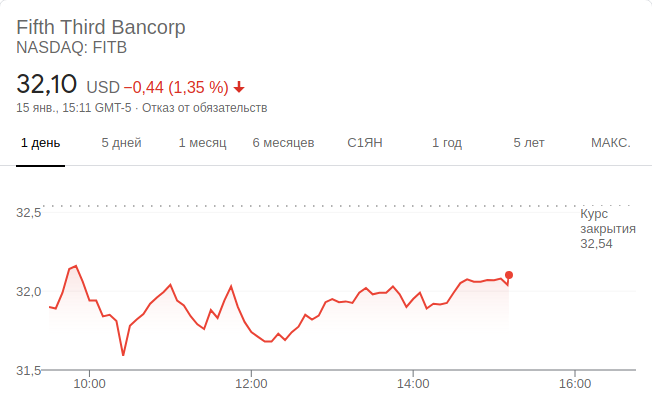 Fifth Third Bancorp
NASDAQ: FITB
32,10 USD −0,44 (1,35 %)
15 янв., 15:11 GMT-5 · Отказ от обязательств
1 день 5 дней 1 месяц 6 месяцев С1ЯН 1 год 5 лет МАКС.
32,5
Курс
закрытия
32,54
32,0
31,5
10:00 12:00 14:00 16:00